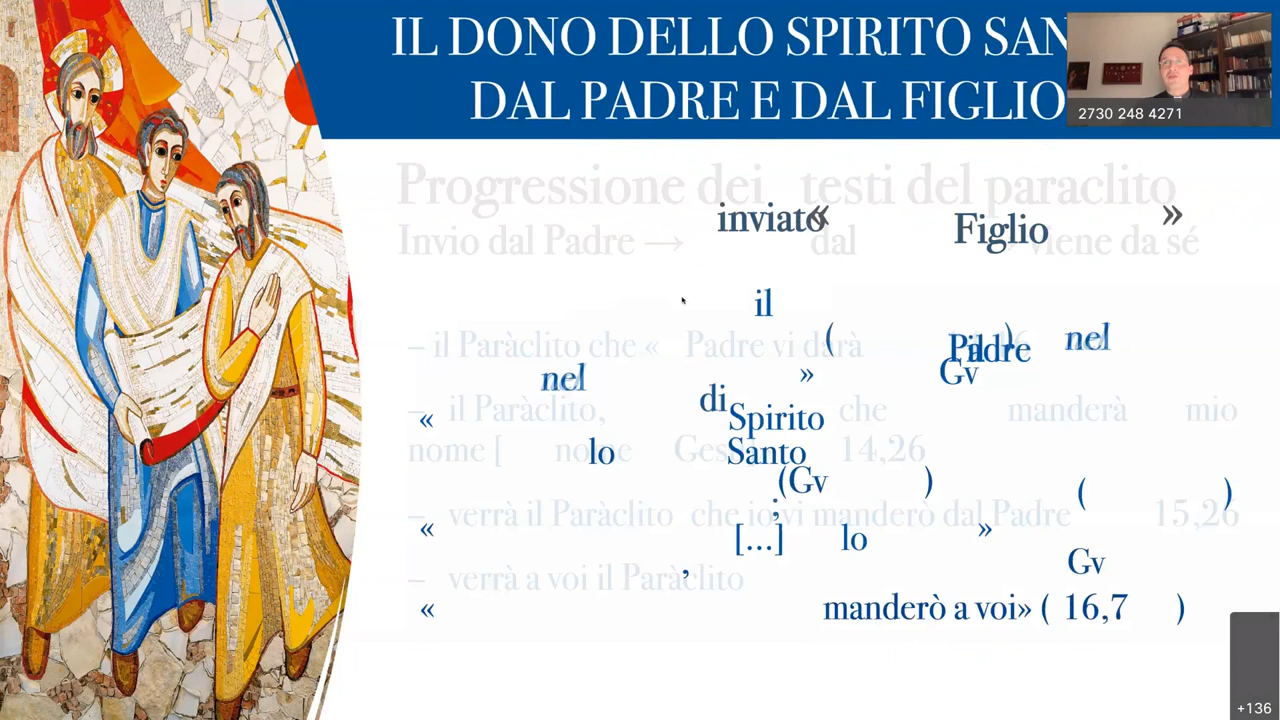 IL DONO DELLO SPIRITO SAN
DAL PADRE E DAL FIGLIO
2730 248 4271
Progressione dei testi del paraclito
inviato « Figlio »
Invio dal Padre → dal viene da sé
il
– il Paràclito che « Padre vi darà ( ) Padre il nel
nel » Gv
di
– « il Paràclito, Spirito che manderà mio
nome [ lo nome Santo 14,26
(Gv ) ( )
– « verrà il Paràclito ; che io vi manderò dal Padre 15,26
[...] lo »
– verrà a voi il Paràclito , Gv
« manderò a voi» ( 16,7 )
+136